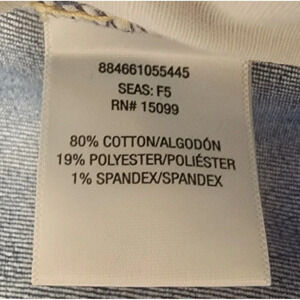 884661055445
SEAS: F5
RN# 15099
80% COTTON/ALGODÓN
19% POLYESTER/POLIÉSTER
1% SPANDEX/SPANDEX